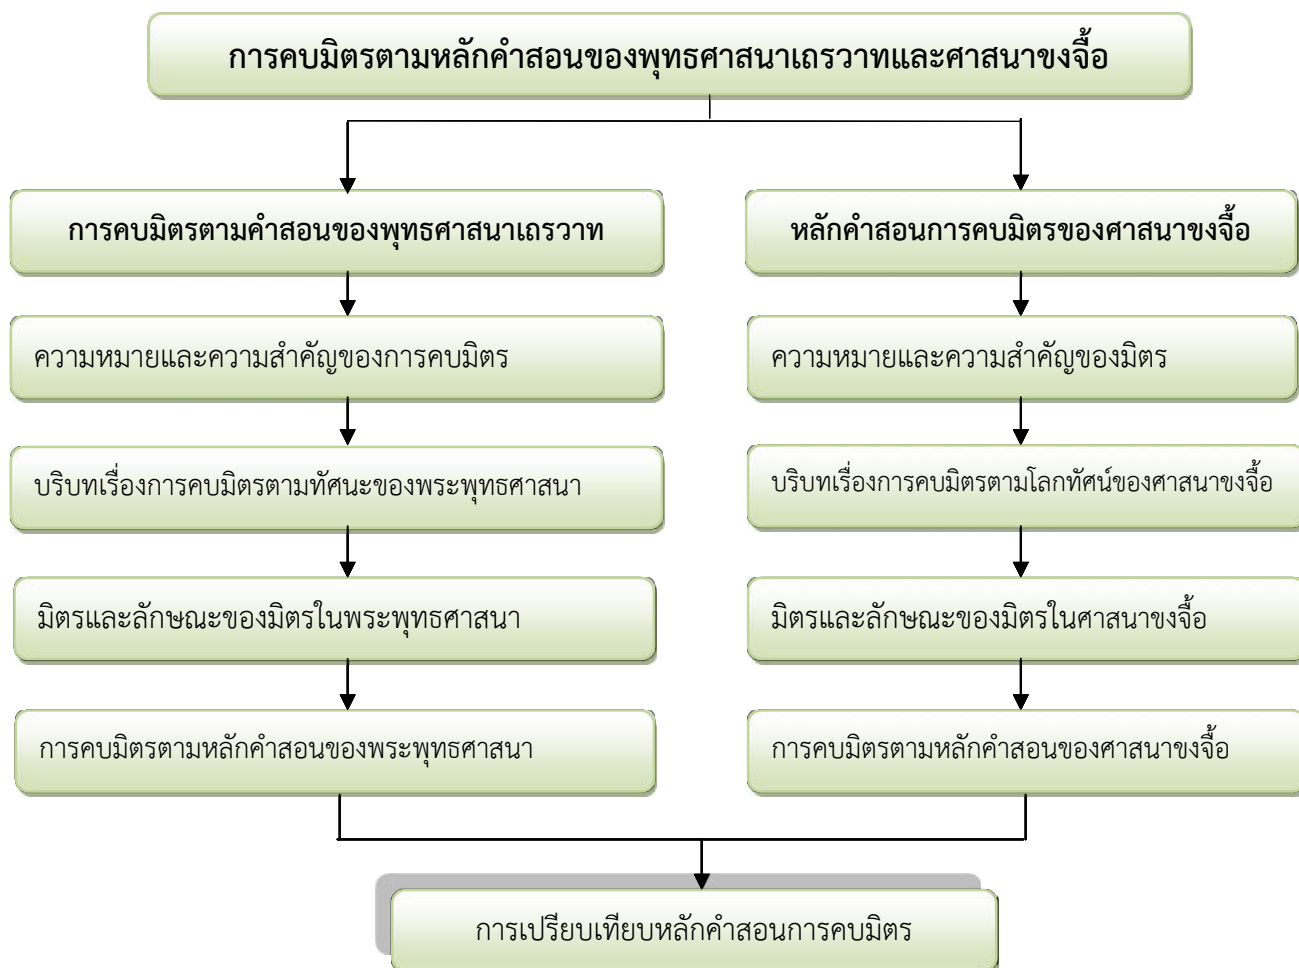 การคบมิตรตามหลักคำสอนของพุทธศาสนาเถรวาทและศาสนาขงจื้อ
การคบมิตรตามคำสอนของพุทธศาสนาเถรวาท
หลักคำสอนการคบมิตรของศาสนาขงจื้อ
ความหมายและความสำคัญของการคบมิตร
ความหมายและความสำคัญของมิตร
บริบทเรื่องการคบมิตรตามทัศนะของพระพุทธศาสนา
บริบทเรื่องการคบมิตรตามโลกทัศน์ของศาสนาขงจื้อ
มิตรและลักษณะของมิตรในพระพุทธศาสนา
มิตรและลักษณะของมิตรในศาสนาขงจื้อ
การคบมิตรตามหลักคำสอนของพระพุทธศาสนา
การคบมิตรตามหลักคำสอนของศาสนาขงจื้อ
การเปรียบเทียบหลักคำสอนการคบมิตร